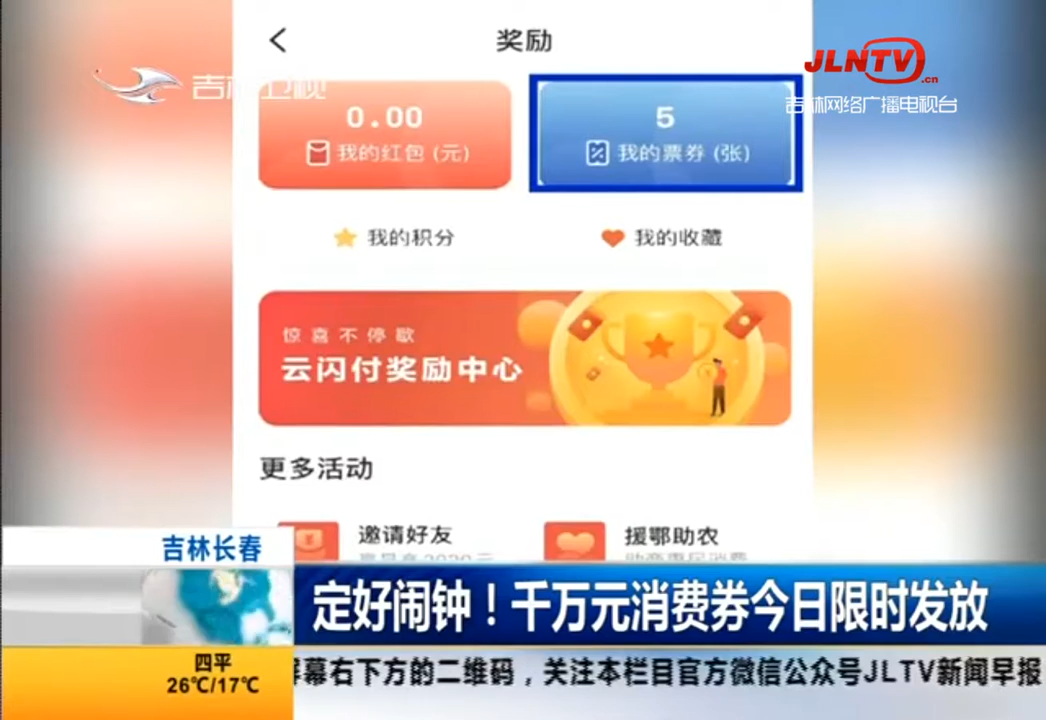 奖励
JLNTV.cn
吉林卫视
吉林网络广播电视台
0.00
5
我的红包 (元)
我的票券 (张)
我的积分
我的收藏
惊喜不停歇
云闪付奖励中心
更多活动
邀请好友
援鄂助农
吉林长春
定好闹钟！千万元消费券今日限时发放
四平
26℃/17℃
屏幕右下方的二维码，关注本栏目官方微信公众号JLTV新闻早报